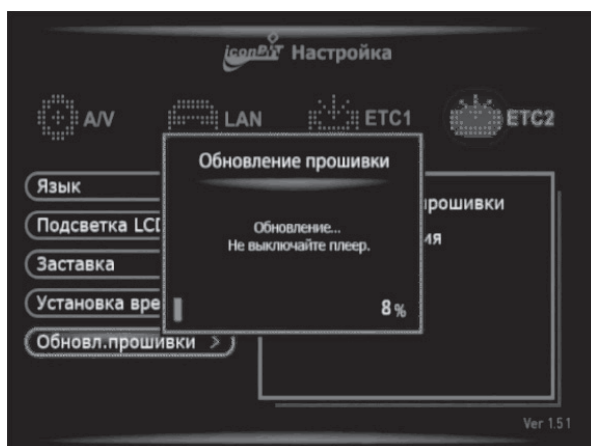 iconBIT Настройка
A/V LAN ETC1 ETC2
Обновление прошивки
Язык
прошивки
Подсветка LCD
Обновление...
ия
Не выключайте плеер.
Заставка
Установка вре
8%
Обновл.прошивки >
Ver 1.51